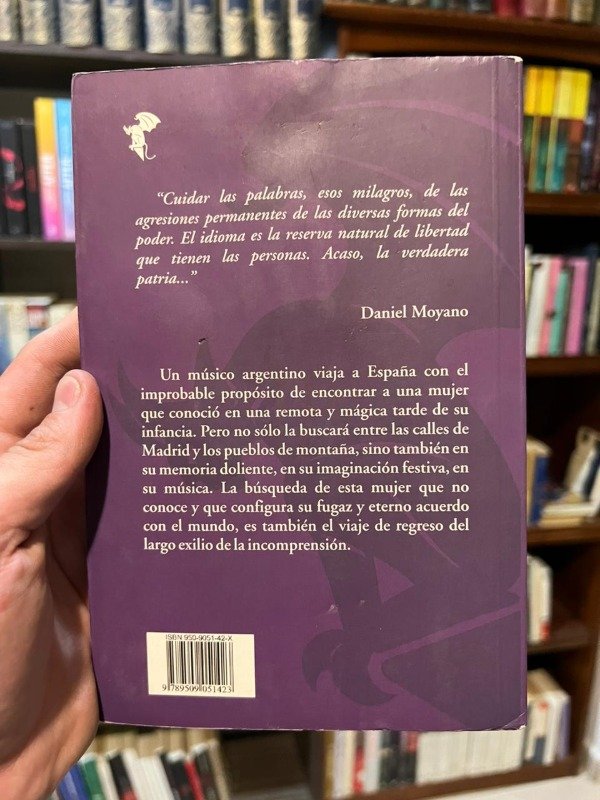 “Cuidar las palabras, esos milagros, de las
agresiones permanentes de las diversas formas del
poder. El idioma es la reserva natural de libertad
que tienen las personas. Acaso, la verdadera
patria...”
Daniel Moyano
Un músico argentino viaja a España con el
improbable propósito de encontrar a una mujer
que conoció en una remota y mágica tarde de su
infancia. Pero no sólo la buscará entre las calles de
Madrid y los pueblos de montaña, sino también en
su memoria doliente, en su imaginación festiva, en
su música. La búsqueda de esta mujer que no
conoce y que configura su fugaz y eterno acuerdo
con el mundo, es también el viaje de regreso del
largo exilio de la incomprensión.
ISBN 950-9051-42-X
9 789509 051423